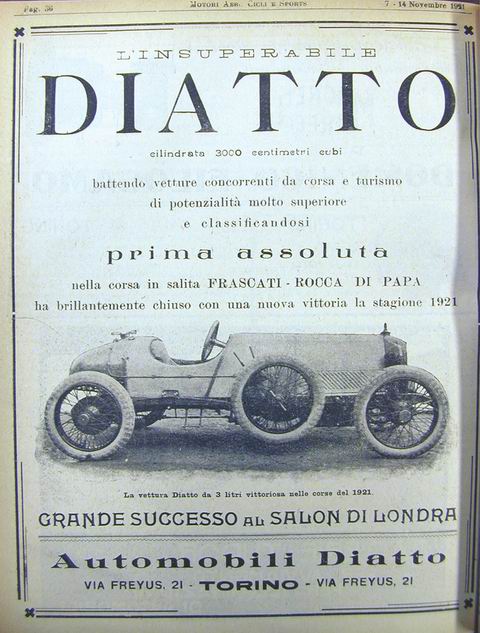 Pag. 36
MOTORI AERO, CICLI E SPORTS
7 - 14 Novembre 1921
L'INSUPERABILE
DIATTO
cilindrata 3000 centimetri cubi
battendo vetture concorrenti da corsa e turismo
di potenzialità molto superiore
e classificandosi
prima assoluta
nella corsa in salita FRASCATI - ROCCA DI PAPA
ha brillantemente chiuso con una nuova vittoria la stagione 1921
La vettura Diatto da 3 litri vittoriosa nelle corse del 1921.
GRANDE SUCCESSO AL SALON DI LONDRA
Automobili Diatto
VIA FREYUS, 21 - TORINO - VIA FREYUS, 21